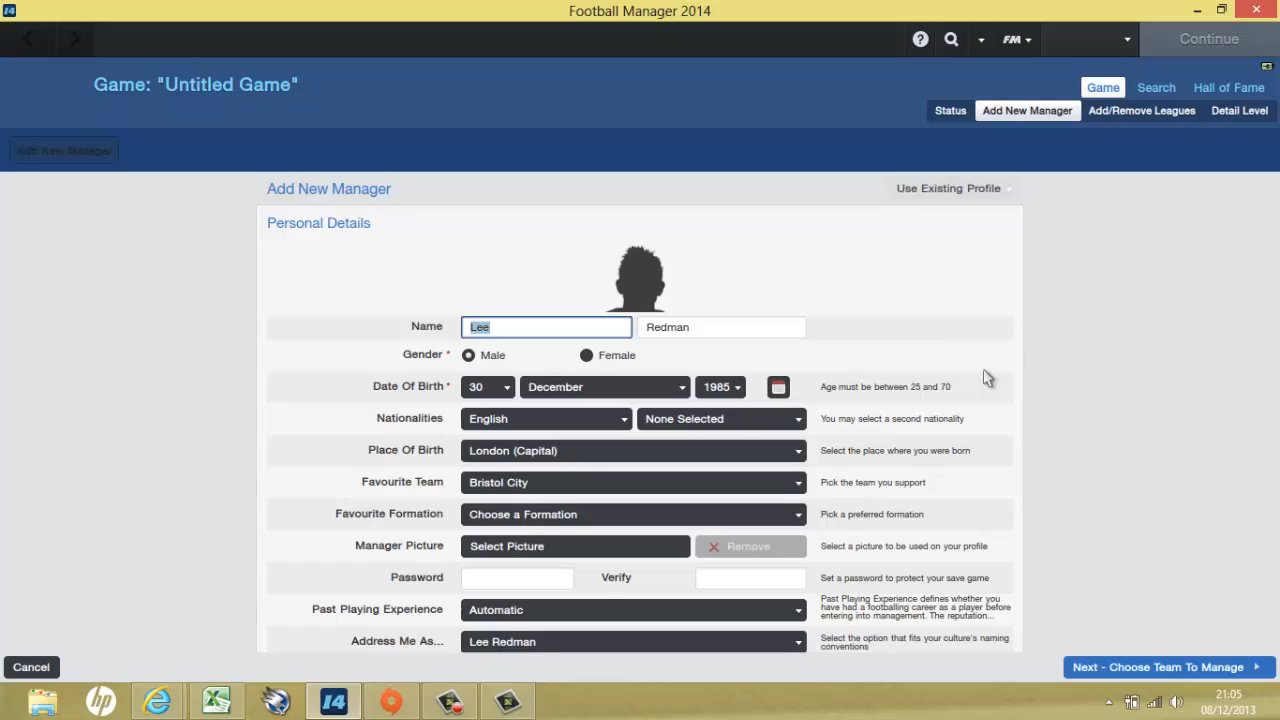 14 Football Manager 2014
? FM Continue
Game: "Untitled Game"
Game Search Hall of Fame
Status Add New Manager Add/Remove Leagues Detail Level
Add New Manager
Add New Manager Use Existing Profile
Personal Details
Name Lee Redman
Gender * Male Female
Date Of Birth * 30 December 1985 Age must be between 25 and 70
Nationalities English None Selected You may select a second nationality
Place Of Birth London (Capital) Select the place where you were born
Favourite Team Bristol City Pick the team you support
Favourite Formation Choose a Formation Pick a preferred formation
Manager Picture Select Picture Remove Select a picture to be used on your profile
Password Verify Set a password to protect your save game
Past Playing Experience Automatic Past Playing Experience defines whether you
have had a footballing career as a player before
entering into management. The reputation...
Address Me As... Lee Redman Select the option that fits your culture's naming
conventions
Cancel Next - Choose Team To Manage
hp 14 21:05
08/12/2013